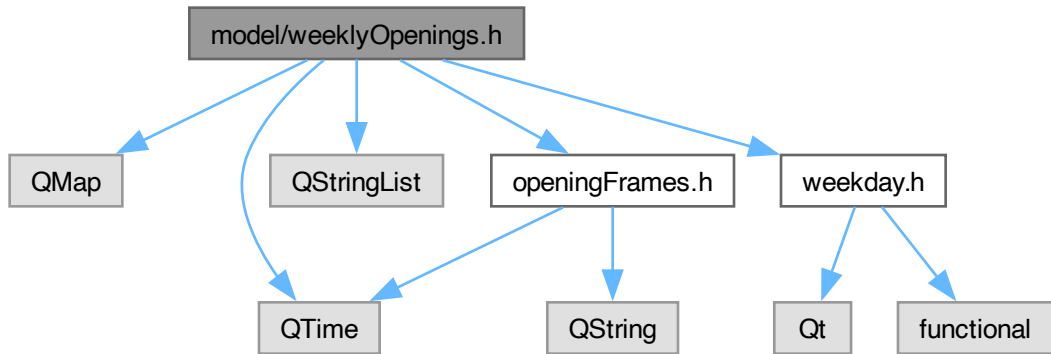 model/weeklyOpenings.h
QMap
QStringList
openingFrames.h
weekday.h
QTime
QString
Qt
functional